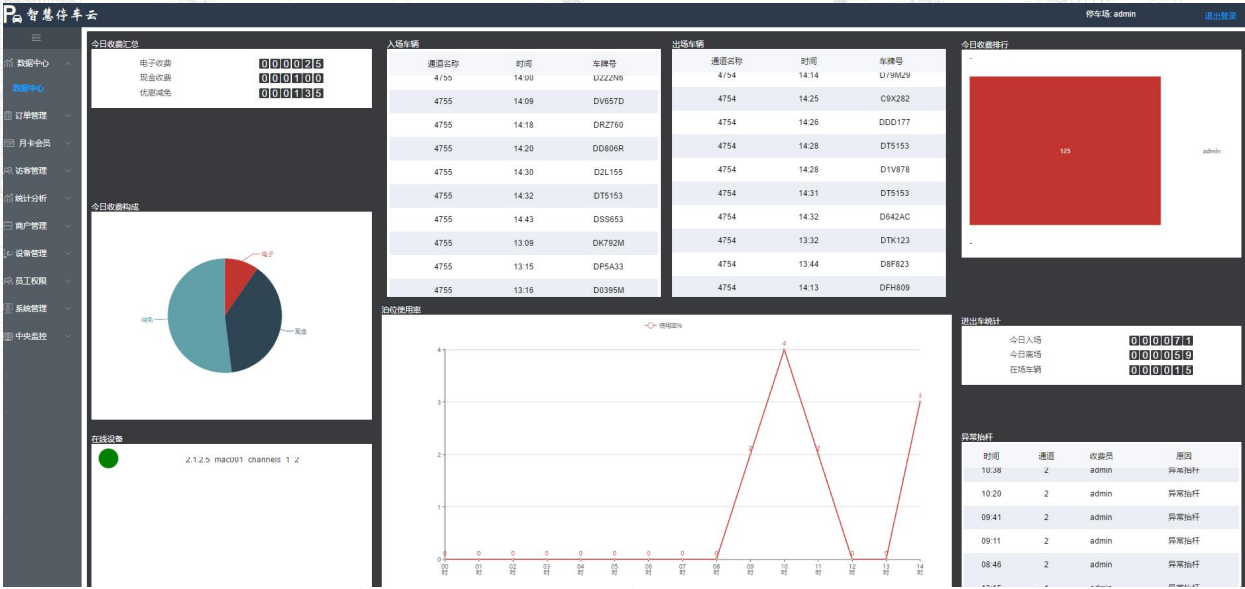 智慧停车云
停车场: admin
退出登录
数据中心
数据中心
订单管理
月卡会员
访客管理
统计分析
商户管理
设备管理
员工权限
系统管理
中央监控
今日收费汇总
电子收费 000025
现金收费 000100
优惠减免 000135
今日收费构成
电子
减免
现金
在线设备
2.1.2.5 mac001 channels 1 2
入场车辆
通道名称 时间 车牌号
4755 14:00 D222N6
4755 14:09 DV657D
4755 14:18 DRZ760
4755 14:20 DD806R
4755 14:30 D2L155
4755 14:32 DT5153
4755 14:43 DSS653
4755 13:09 DK792M
4755 13:15 DP5A33
4755 13:16 D0395M
出场车辆
通道名称 时间 车牌号
4754 14:14 D79M29
4754 14:25 C9X282
4754 14:26 DDD177
4754 14:28 DT5153
4754 14:28 D1V878
4754 14:31 DT5153
4754 14:32 D642AC
4754 13:32 DTK123
4754 13:44 D8F823
4754 14:13 DFH809
泊位使用率
使用率%
4
3
2
1
0
0 0 0 0 0 0 0 0 0 2 4 2 0 0 3
00时 01时 02时 03时 04时 05时 06时 07时 08时 09时 10时 11时 12时 13时 14时
今日收费排行
-
125
admin
-
进出车统计
今日入场 000071
今日离场 000059
在场车辆 000015
异常抬杆
时间 通道 收费员 原因
10:38 2 admin 异常抬杆
10:20 2 admin 异常抬杆
09:41 2 admin 异常抬杆
09:11 2 admin 异常抬杆
08:46 2 admin 异常抬杆